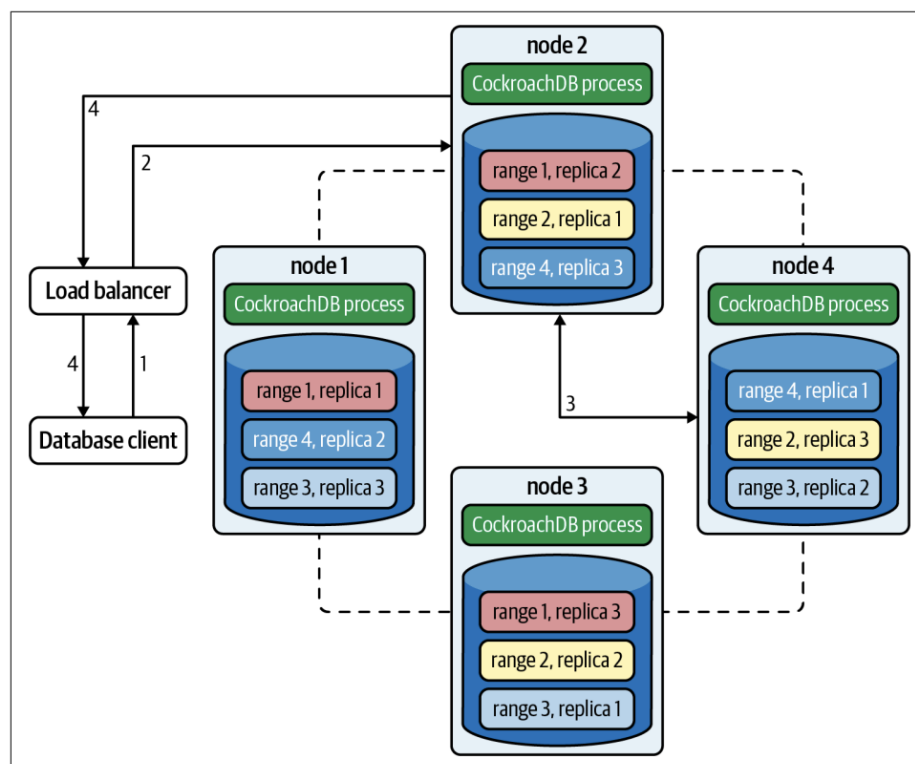 node 2
CockroachDB process
range 1, replica 2
range 2, replica 1
range 4, replica 3
4
2
Load balancer
4
1
Database client
node 1
CockroachDB process
range 1, replica 1
range 4, replica 2
range 3, replica 3
3
node 4
CockroachDB process
range 4, replica 1
range 2, replica 3
range 3, replica 2
node 3
CockroachDB process
range 1, replica 3
range 2, replica 2
range 3, replica 1